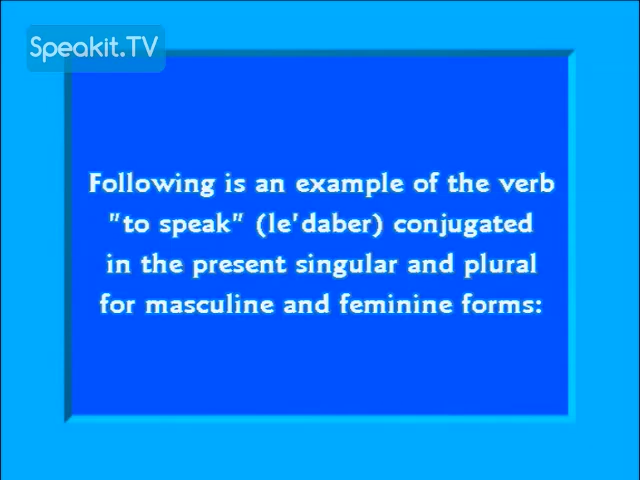 Speakit.TV
Following is an example of the verb
"to speak" (le'daber) conjugated
in the present singular and plural
for masculine and feminine forms: